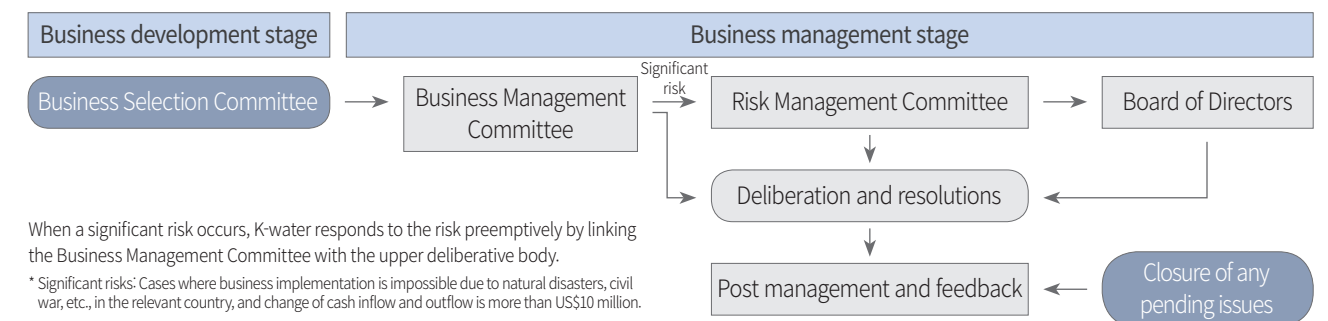 Business development stage
Business management stage
Business Selection Committee
Business Management
Committee
Significant
risk
Risk Management Committee
Board of Directors
Deliberation and resolutions
When a significant risk occurs, K-water responds to the risk preemptively by linking
the Business Management Committee with the upper deliberative body.
* Significant risks: Cases where business implementation is impossible due to natural disasters, civil
war, etc., in the relevant country, and change of cash inflow and outflow is more than US$10 million.
Post management and feedback
Closure of any
pending issues